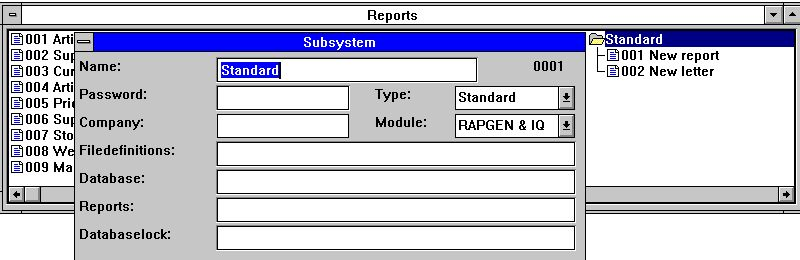 Reports
001 Arti
002 Sup
003 Cur
004 Arti
005 Pri
006 Sup
007 Sto
008 We
009 Ma
Subsystem
Name: Standard 0001
Password: Type: Standard
Company: Module: RAPGEN & IQ
Filedefinitions:
Database:
Reports:
Databaselock:
Standard
001 New report
002 New letter